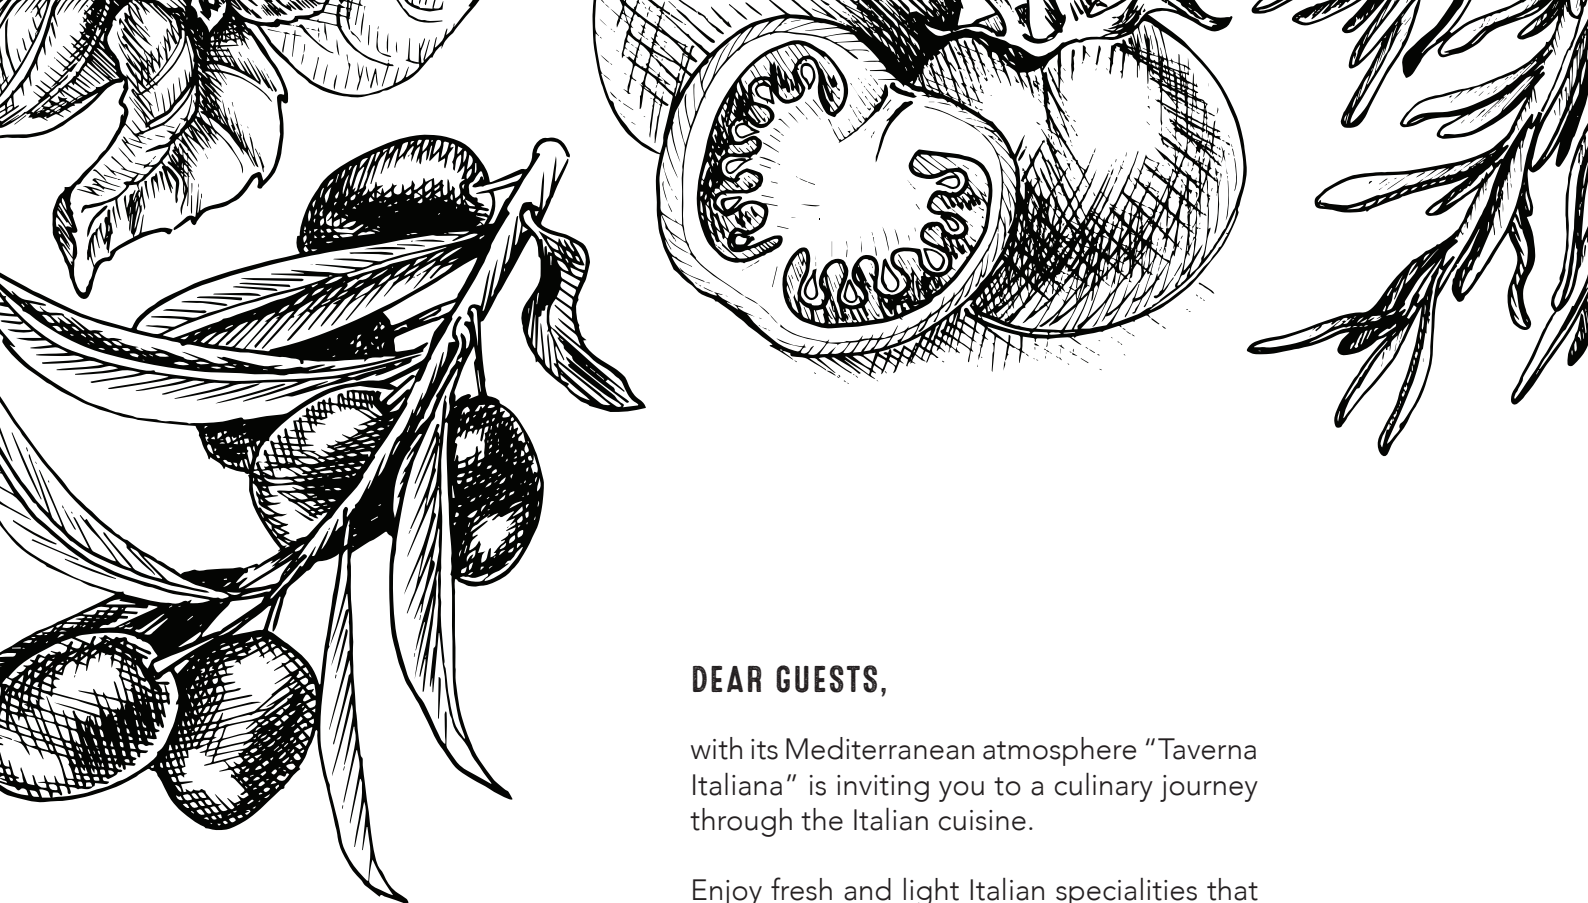 DEAR GUESTS,
with its Mediterranean atmosphere “Taverna
Italiana” is inviting you to a culinary journey
through the Italian cuisine.
Enjoy fresh and light Italian specialities that